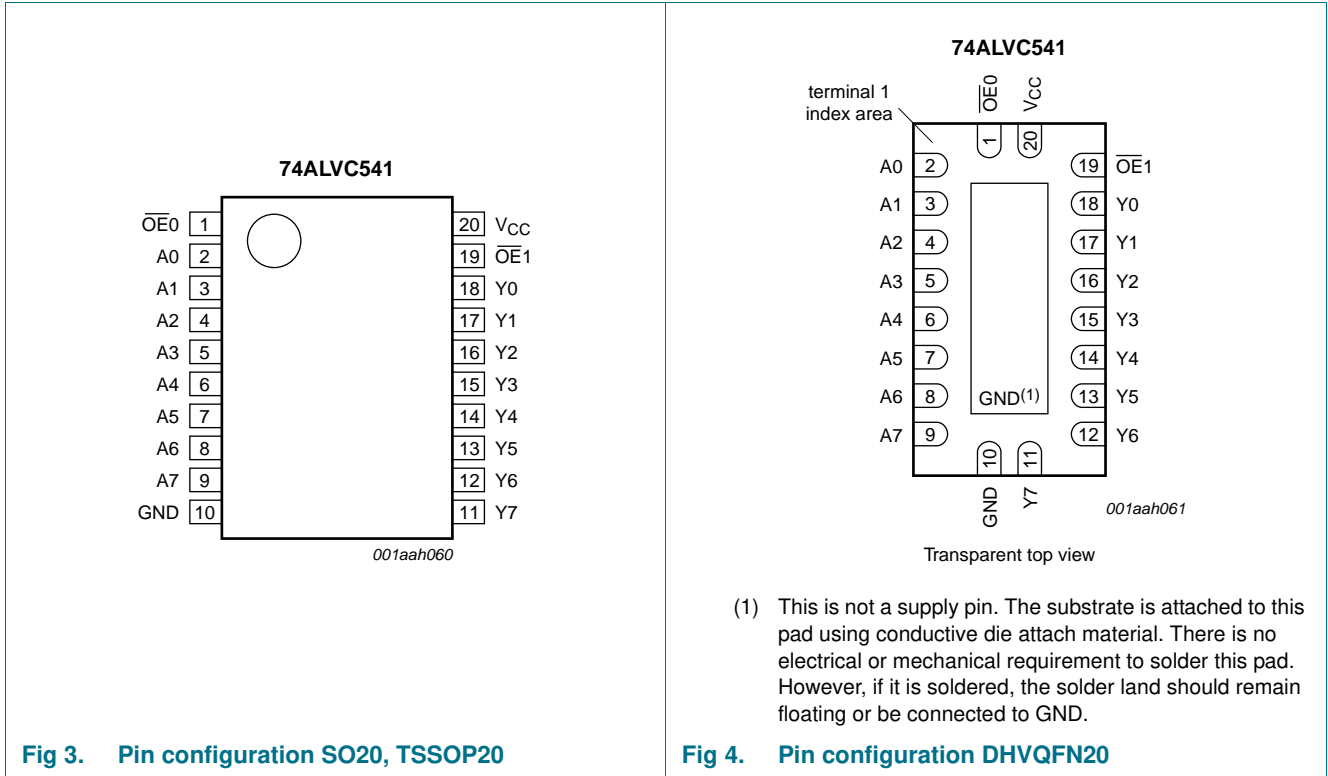 74ALVC541
OE0 1
A0 2
A1 3
A2 4
A3 5
A4 6
A5 7
A6 8
A7 9
GND 10
20 VCC
19 OE1
18 Y0
17 Y1
16 Y2
15 Y3
14 Y4
13 Y5
12 Y6
11 Y7
001aah060
Fig 3. Pin configuration SO20, TSSOP20
74ALVC541
terminal 1
index area
OE0
VCC
1
20
A0 2
A1 3
A2 4
A3 5
A4 6
A5 7
A6 8
A7 9
19 OE1
18 Y0
17 Y1
16 Y2
15 Y3
14 Y4
13 Y5
12 Y6
GND(1)
10
11
GND
Y7
001aah061
Transparent top view
(1) This is not a supply pin. The substrate is attached to this
pad using conductive die attach material. There is no
electrical or mechanical requirement to solder this pad.
However, if it is soldered, the solder land should remain
floating or be connected to GND.
Fig 4. Pin configuration DHVQFN20